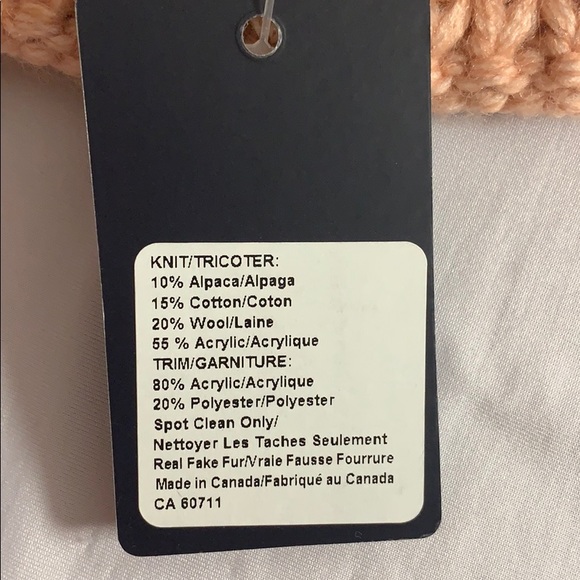 KNIT/TRICOTER:
10% Alpaca/Alpaga
15% Cotton/Coton
20% Wool/Laine
55 % Acrylic/Acrylique
TRIM/GARNITURE:
80% Acrylic/Acrylique
20% Polyester/Polyester
Spot Clean Only/
Nettoyer Les Taches Seulement
Real Fake Fur/Vraie Fausse Fourrure
Made in Canada/Fabriqué au Canada
CA 60711